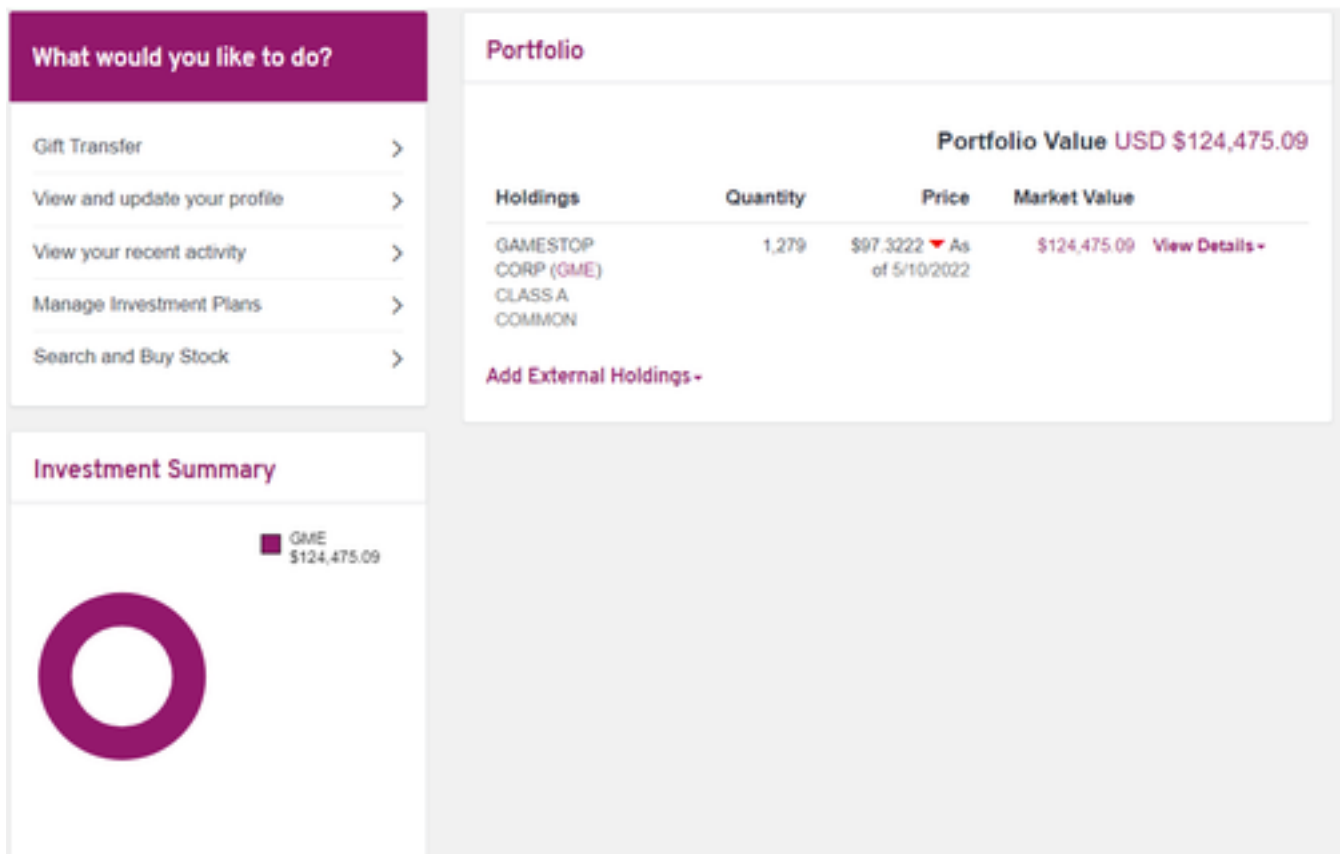 What would you like to do?
Gift Transfer
View and update your profile
View your recent activity
Manage Investment Plans
Search and Buy Stock
Portfolio
Portfolio Value USD $124,475.09
Holdings Quantity Price Market Value
GAMESTOP 1,279 $97.3222 ▼ As $124,475.09 View Details
CORP (GME) of 5/10/2022
CLASS A
COMMON
Add External Holdings
Investment Summary
GME
$124,475.09